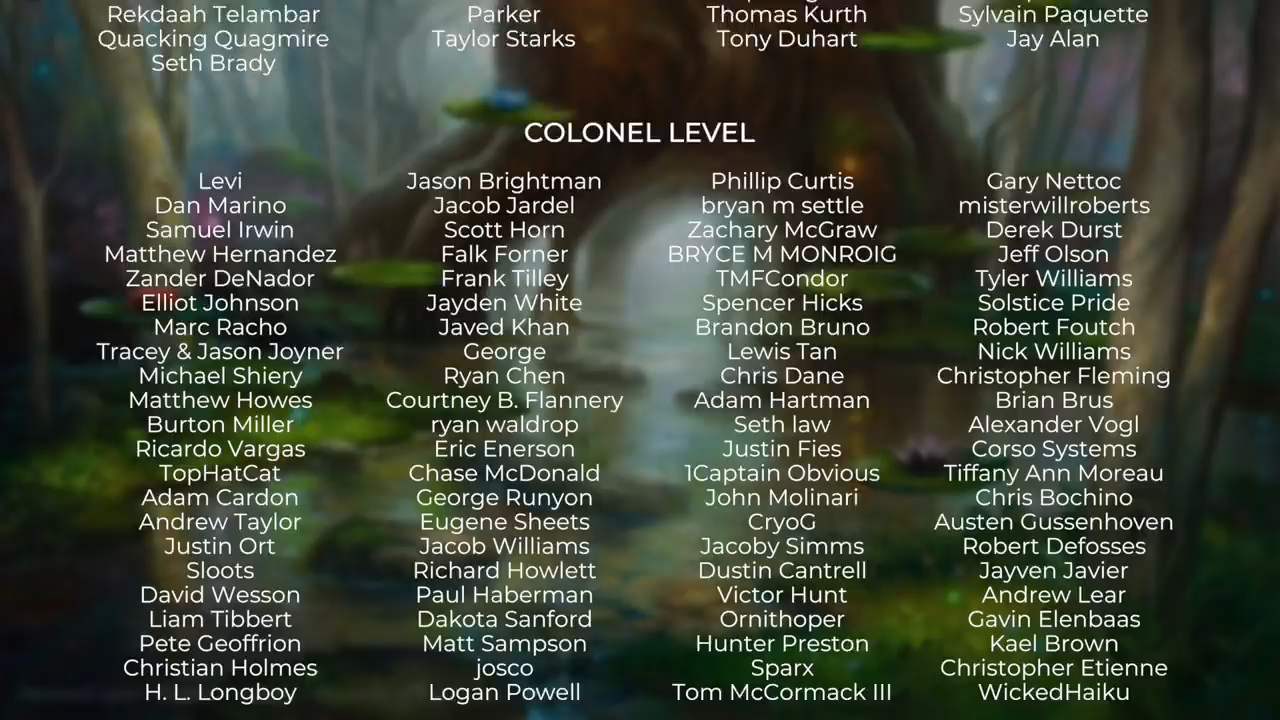 Rekdaah Telambar
Quacking Quagmire
Seth Brady
Parker
Taylor Starks
Thomas Kurth
Tony Duhart
Sylvain Paquette
Jay Alan
COLONEL LEVEL
Levi
Dan Marino
Samuel Irwin
Matthew Hernandez
Zander DeNador
Elliot Johnson
Marc Racho
Tracey & Jason Joyner
Michael Shiery
Matthew Howes
Burton Miller
Ricardo Vargas
TopHatCat
Adam Cardon
Andrew Taylor
Justin Ort
Sloots
David Wesson
Liam Tibbert
Pete Geoffrion
Christian Holmes
H. L. Longboy
Jason Brightman
Jacob Jardel
Scott Horn
Falk Forner
Frank Tilley
Jayden White
Javed Khan
George
Ryan Chen
Courtney B. Flannery
ryan waldrop
Eric Enerson
Chase McDonald
George Runyon
Eugene Sheets
Jacob Williams
Richard Howlett
Paul Haberman
Dakota Sanford
Matt Sampson
josco
Logan Powell
Phillip Curtis
bryan m settle
Zachary McGraw
BRYCE M MONROIG
TMFCondor
Spencer Hicks
Brandon Bruno
Lewis Tan
Chris Dane
Adam Hartman
Seth law
Justin Fies
1Captain Obvious
John Molinari
CryoG
Jacoby Simms
Dustin Cantrell
Victor Hunt
Ornithoper
Hunter Preston
Sparx
Tom McCormack III
Gary Nettoc
misterwillroberts
Derek Durst
Jeff Olson
Tyler Williams
Solstice Pride
Robert Foutch
Nick Williams
Christopher Fleming
Brian Brus
Alexander Vogl
Corso Systems
Tiffany Ann Moreau
Chris Bochino
Austen Gussenhoven
Robert Defosses
Jayven Javier
Andrew Lear
Gavin Elenbaas
Kael Brown
Christopher Etienne
WickedHaiku